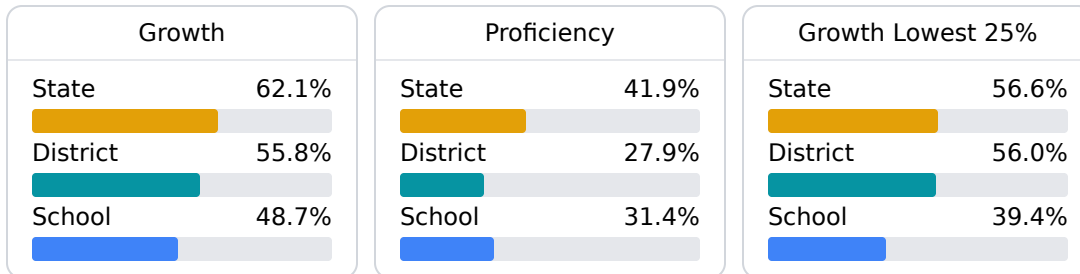 Growth
State 62.1%
District 55.8%
School 48.7%
Proficiency
State 41.9%
District 27.9%
School 31.4%
Growth Lowest 25%
State 56.6%
District 56.0%
School 39.4%